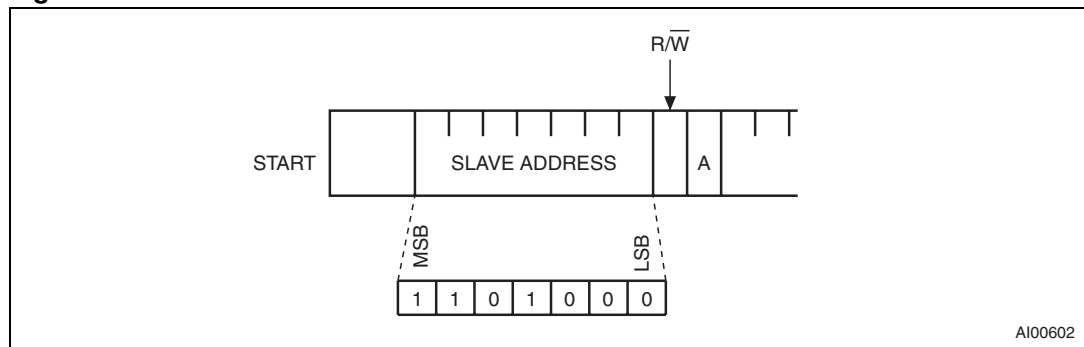 R/W̅
START
SLAVE ADDRESS
A
MSB
LSB
1 1 0 1 0 0 0
AI00602